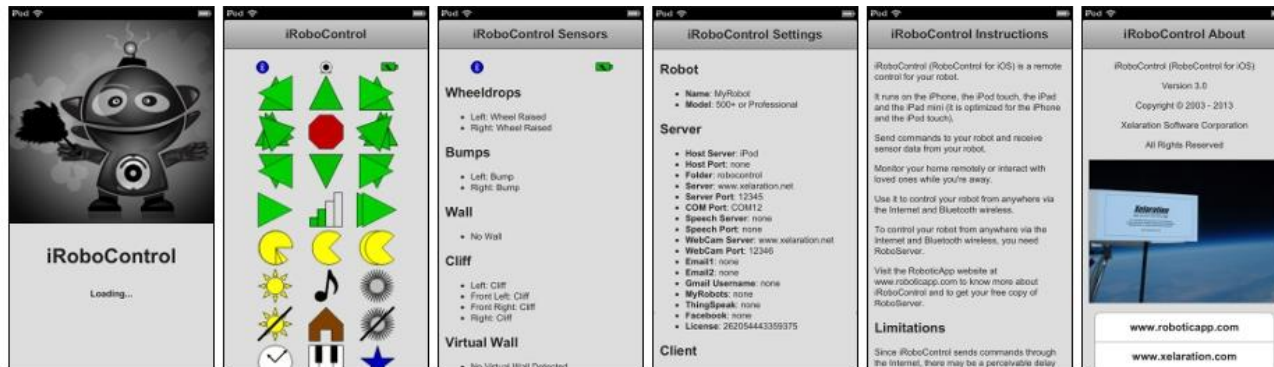 iPod
iRoboControl
Loading...
iPod
iRoboControl
iPod
iRoboControl Sensors
Wheeldrops
Left: Wheel Raised
Right: Wheel Raised
Bumps
Left: Bump
Right: Bump
Wall
No Wall
Cliff
Left: Cliff
Front Left: Cliff
Front Right: Cliff
Right: Cliff
Virtual Wall
No Virtual Wall Detected
iPod
iRoboControl Settings
Robot
Name: MyRobot
Model: 500+ or Professional
Server
Host Server: iPod
Host Port: none
Folder: robocontrol
Server: www.xelaration.net
Server Port: 12345
COM Port: COM12
Speech Server: none
Speech Port: none
WebCam Server: www.xelaration.net
WebCam Port: 12346
Email1: none
Email2: none
Gmail Username: none
MyRobots: none
ThingSpeak: none
Facebook: none
License: 262054443359375
Client
iPod
iRoboControl Instructions
iRoboControl (RoboControl for iOS) is a remote
control for your robot.
It runs on the iPhone, the iPod touch, the iPad
and the iPad mini (it is optimized for the iPhone
and the iPod touch).
Send commands to your robot and receive
sensor data from your robot.
Monitor your home remotely or interact with
loved ones while you're away.
Use it to control your robot from anywhere via
the Internet and Bluetooth wireless.
To control your robot from anywhere via the
Internet and Bluetooth wireless, you need
RoboServer.
Visit the RoboticApp website at
www.roboticapp.com to know more about
iRoboControl and to get your free copy of
RoboServer.
Limitations
Since iRoboControl sends commands through
the Internet, there may be a perceivable delay
iPod
iRoboControl About
iRoboControl (RoboControl for iOS)
Version 3.0
Copyright © 2003 - 2013
Xelaration Software Corporation
All Rights Reserved
Xelaration
www.roboticapp.com
www.xelaration.com